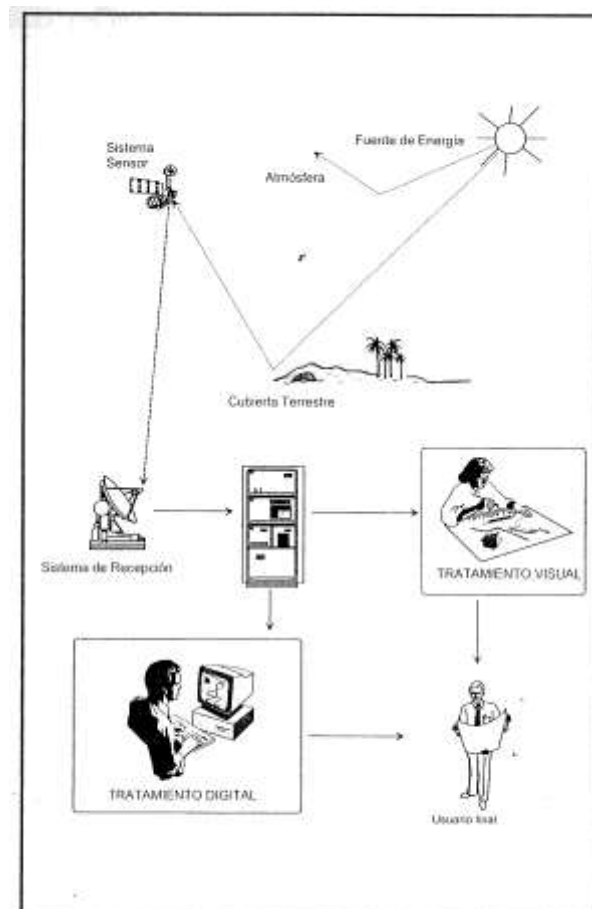 Fuente de Energía
Sistema
Sensor
Atmósfera
r
Cubierta Terrestre
Sistema de Recepción
TRATAMIENTO VISUAL
TRATAMIENTO DIGITAL
Usuario final